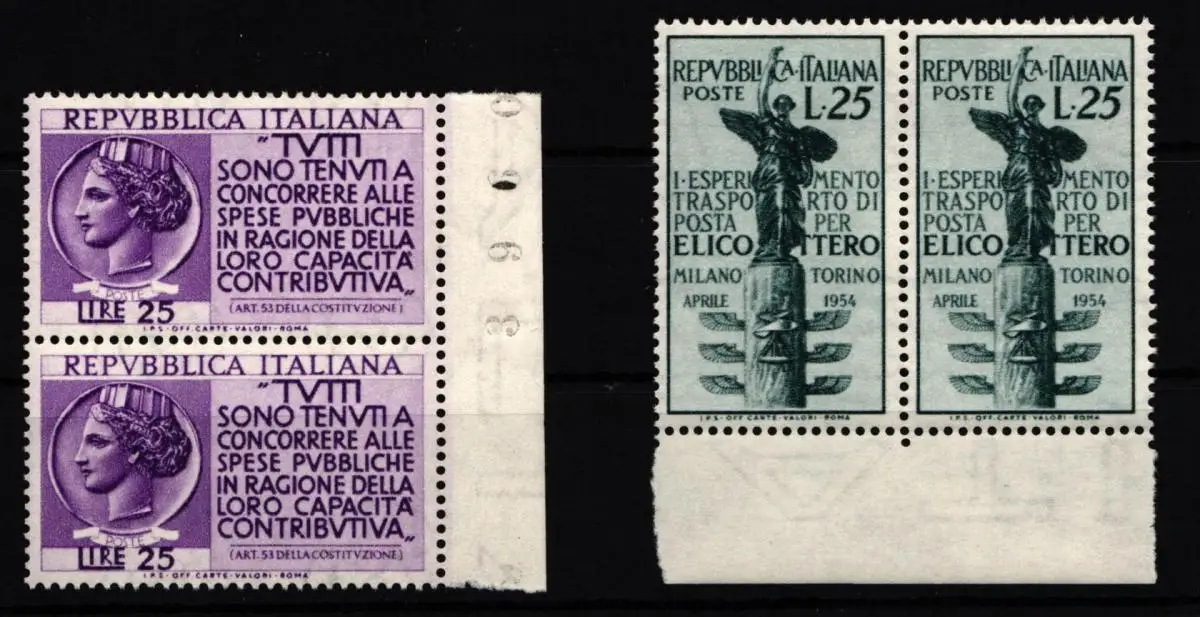 REPVBBLICA ITALIANA
"TVTTI
SONO TENVTI A
CONCORRERE ALLE
SPESE PVBBLICHE
IN RAGIONE DELLA
LORO CAPACITÀ
CONTRIBVTIVA"
(ART. 53 DELLA COSTITVZIONE)
POSTE
LIRE 25
I.P.S. - OFF. CARTE - VALORI - ROMA
REPVBBLICA ITALIANA
"TVTTI
SONO TENVTI A
CONCORRERE ALLE
SPESE PVBBLICHE
IN RAGIONE DELLA
LORO CAPACITÀ
CONTRIBVTIVA"
(ART. 53 DELLA COSTITVZIONE)
POSTE
LIRE 25
I.P.S. - OFF. CARTE - VALORI - ROMA
REPVBBLICA·ITALIANA
POSTE L·25
I·ESPERIMENTO
TRASPORTO DI
POSTA PER
ELICOTTERO
MILANO TORINO
APRILE 1954
I.P.S. - OFF. CARTE - VALORI - ROMA
REPVBBLICA·ITALIANA
POSTE L·25
I·ESPERIMENTO
TRASPORTO DI
POSTA PER
ELICOTTERO
MILANO TORINO
APRILE 1954
I.P.S. - OFF. CARTE - VALORI - ROMA